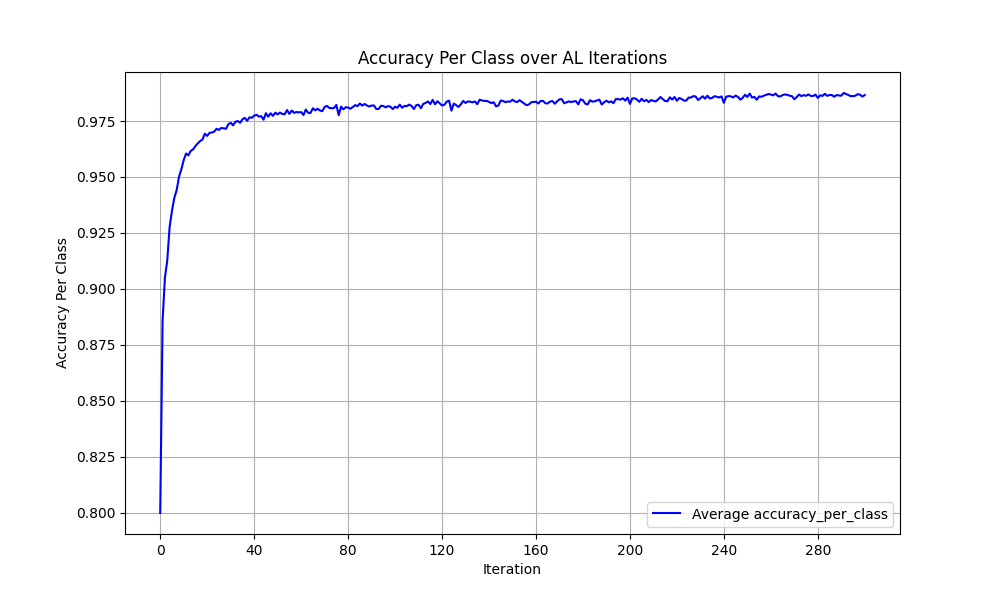 Accuracy Per Class over AL Iterations
Accuracy Per Class
0.975
0.950
0.925
0.900
0.875
0.850
0.825
0.800
0 40 80 120 160 200 240 280
Iteration
Average accuracy_per_class